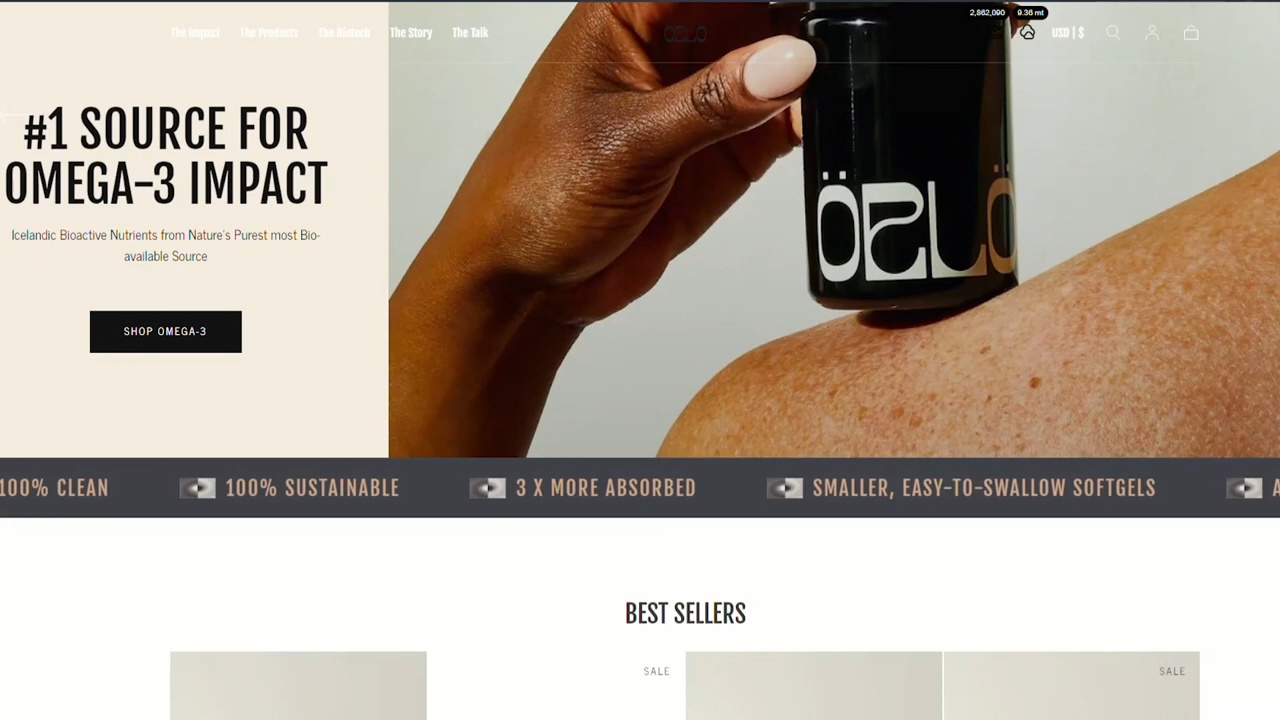 2,862,090 9.36 mt
The Impact The Products The Biotech The Story The Talk
USD | $
#1 SOURCE FOR
OMEGA-3 IMPACT
Icelandic Bioactive Nutrients from Nature's Purest most Bio-
available Source
SHOP OMEGA-3
100% CLEAN 100% SUSTAINABLE 3 X MORE ABSORBED SMALLER, EASY-TO-SWALLOW SOFTGELS A
BEST SELLERS
SALE SALE